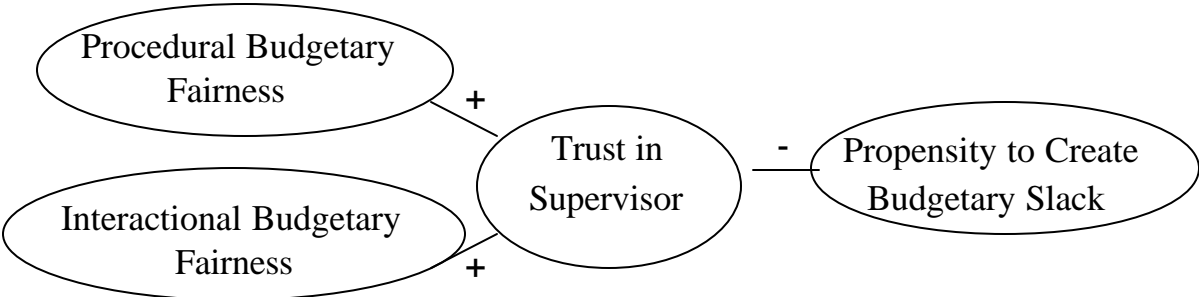 Procedural Budgetary
Fairness
+
Trust in
Supervisor
-
Propensity to Create
Budgetary Slack
Interactional Budgetary
Fairness
+